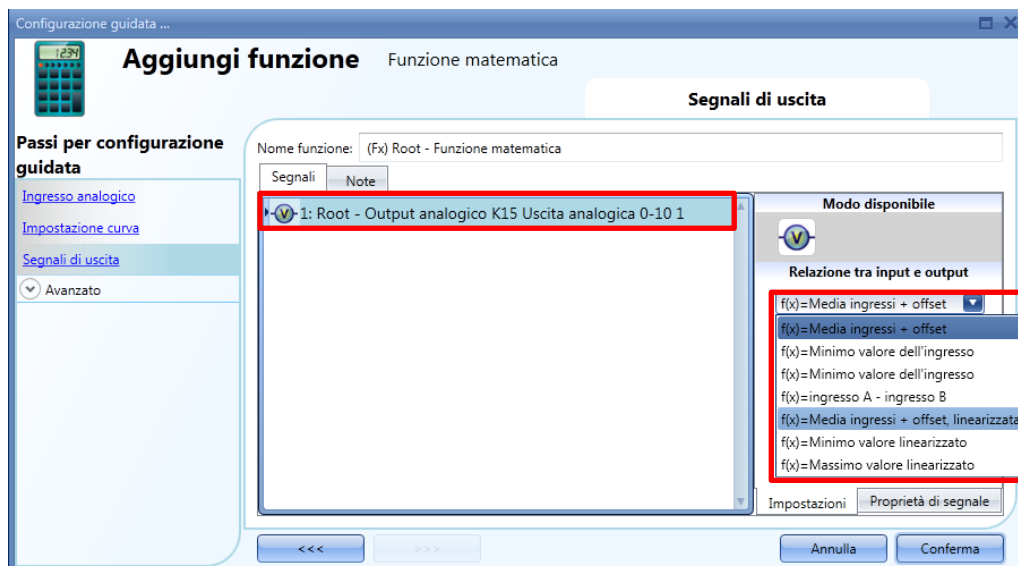 Configurazione guidata ...
1234
Aggiungi funzione Funzione matematica
Segnali di uscita
Passi per configurazione
guidata
Ingresso analogico
Impostazione curva
Segnali di uscita
Avanzato
Nome funzione: (Fx) Root - Funzione matematica
Segnali Note
V 1: Root - Output analogico K15 Uscita analogica 0-10 1
Modo disponibile
V
Relazione tra input e output
f(x)=Media ingressi + offset
f(x)=Media ingressi + offset
f(x)=Minimo valore dell'ingresso
f(x)=Minimo valore dell'ingresso
f(x)=ingresso A - ingresso B
f(x)=Media ingressi + offset, linearizzata
f(x)=Minimo valore linearizzato
f(x)=Massimo valore linearizzato
Impostazioni Proprietà di segnale
<<< >>> Annulla Conferma